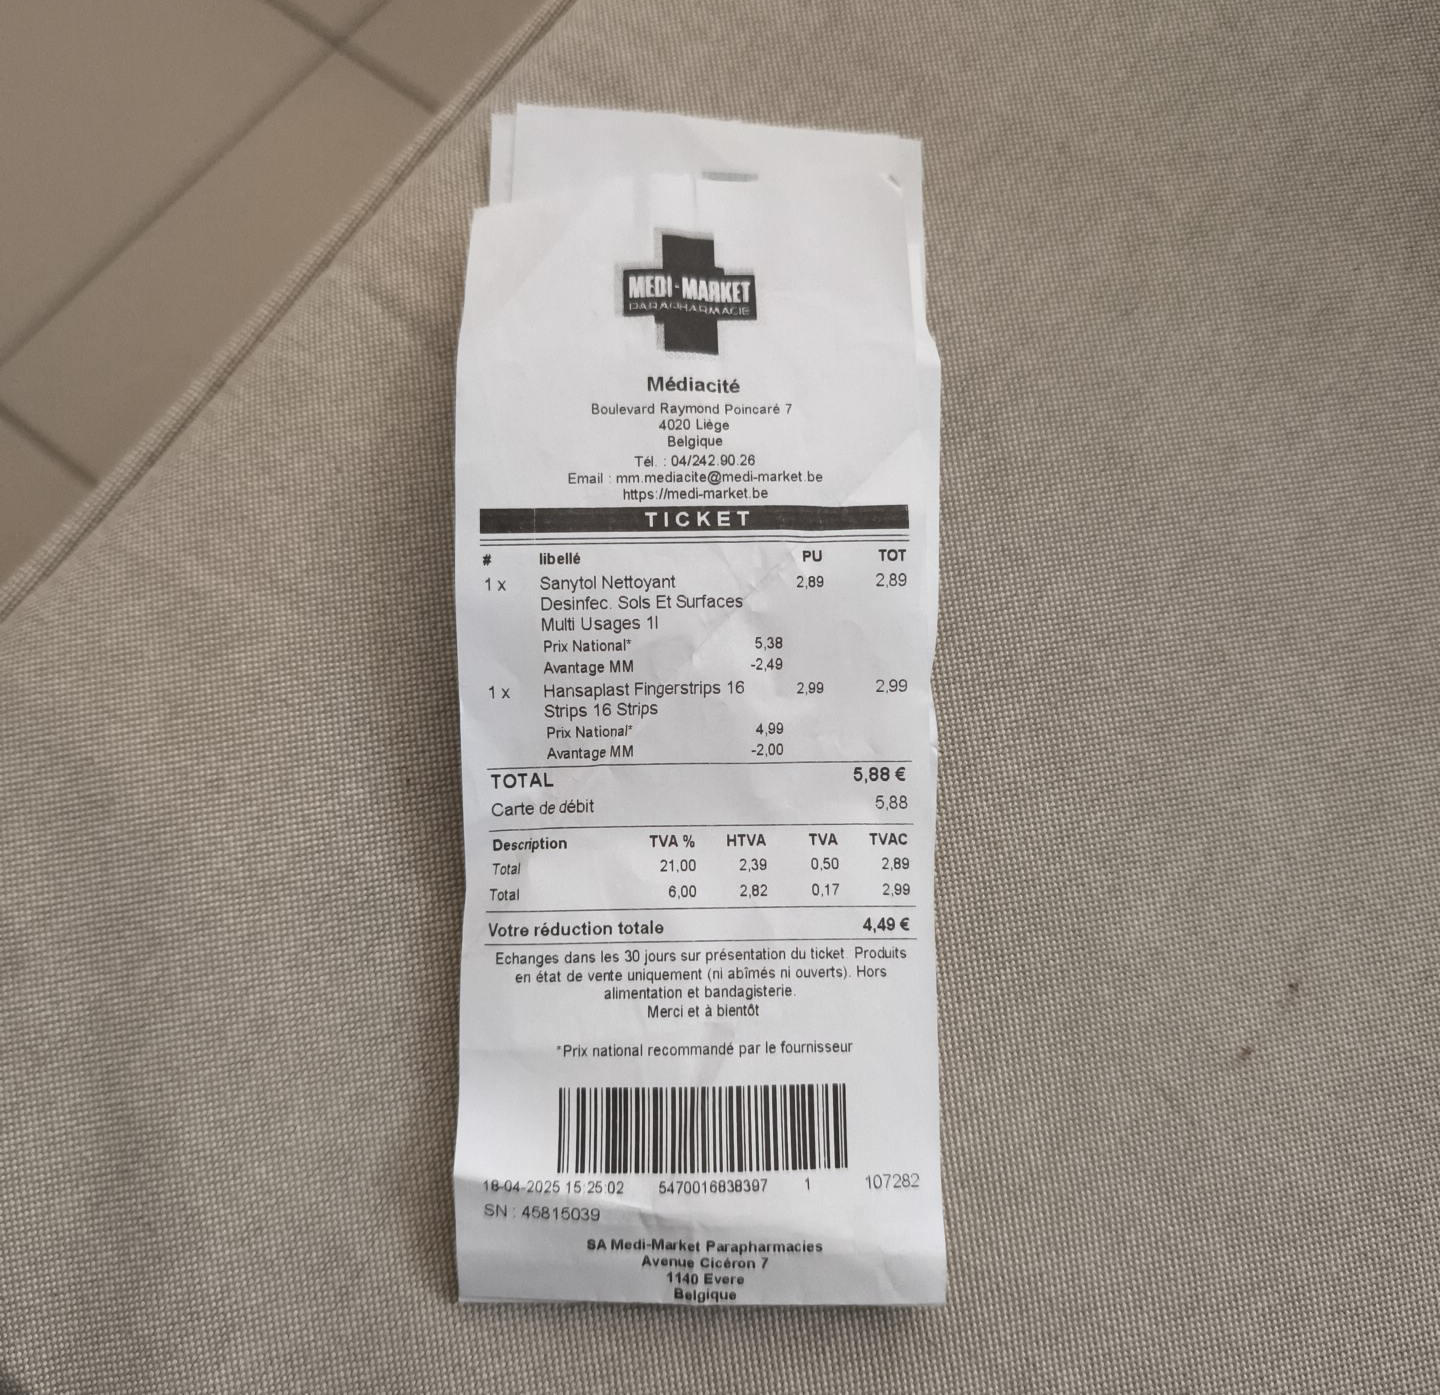 MEDI-MARKET
PARAPHARMACIE
Médiacité
Boulevard Raymond Poincaré 7
4020 Liège
Belgique
Tél. : 04/242.90.26
Email : mm.mediacite@medi-market.be
https://medi-market.be
TICKET
# libellé PU TOT
1 x Sanytol Nettoyant 2,89 2,89
Desinfec. Sols Et Surfaces
Multi Usages 1l
Prix National* 5,38
Avantage MM -2,49
1 x Hansaplast Fingerstrips 16 2,99 2,99
Strips 16 Strips
Prix National* 4,99
Avantage MM -2,00
TOTAL 5,88 €
Carte de débit 5,88
Description TVA % HTVA TVA TVAC
Total 21,00 2,39 0,50 2,89
Total 6,00 2,82 0,17 2,99
Votre réduction totale 4,49 €
Echanges dans les 30 jours sur présentation du ticket. Produits
en état de vente uniquement (ni abîmés ni ouverts). Hors
alimentation et bandagisterie.
Merci et à bientôt
*Prix national recommandé par le fournisseur
18-04-2025 15:25:02 5470016838397 1 107282
SN : 45815039
SA Medi-Market Parapharmacies
Avenue Cicéron 7
1140 Evere
Belgique